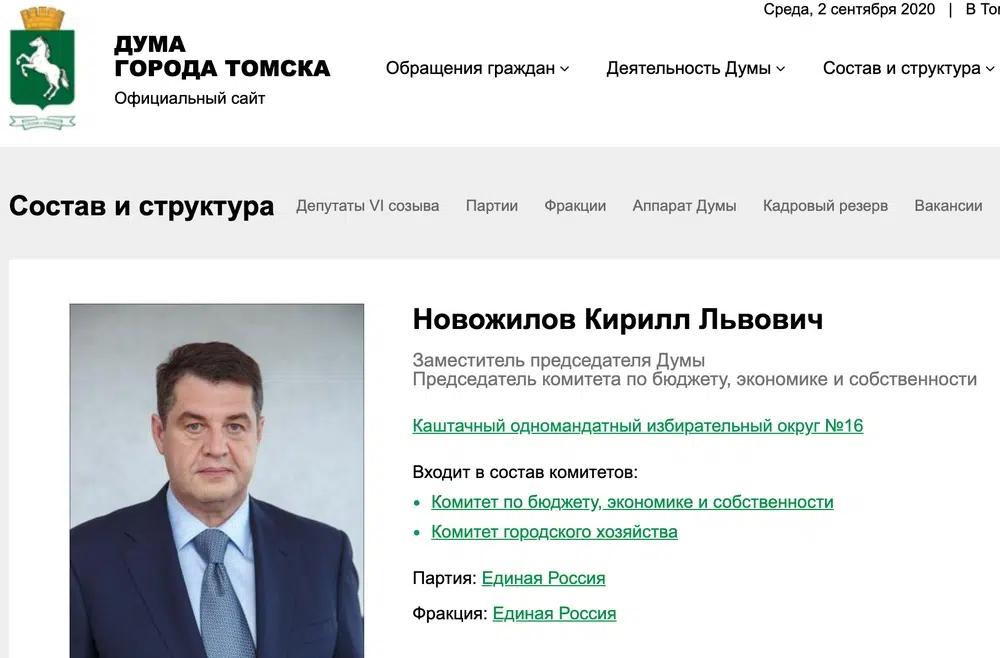 Среда, 2 сентября 2020 | В
ДУМА
ГОРОДА ТОМСКА
Официальный сайт
Обращения граждан Деятельность Думы Состав и структура
Состав и структура Депутаты VI созыва Партии Фракции Аппарат Думы Кадровый резерв Вакансии
Новожилов Кирилл Львович
Заместитель председателя Думы
Председатель комитета по бюджету, экономике и собственности
Каштачный одномандатный избирательный округ №16
Входит в состав комитетов:
• Комитет по бюджету, экономике и собственности
• Комитет городского хозяйства
Партия: Единая Россия
Фракция: Единая Россия